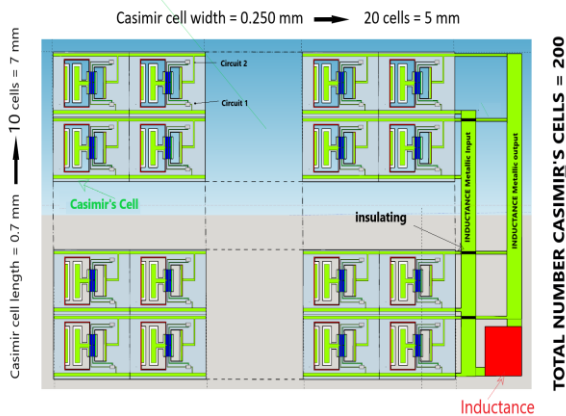 Casimir cell width = 0.250 mm 20 cells = 5 mm
Circuit 2
Circuit 1
Casimir's Cell
insulating
INDUCTANCE Metallic Input
INDUCTANCE Metallic output
Casimir cell length = 0.7 mm 10 cells = 7 mm
TOTAL NUMBER CASIMIR'S CELLS = 200
Inductance